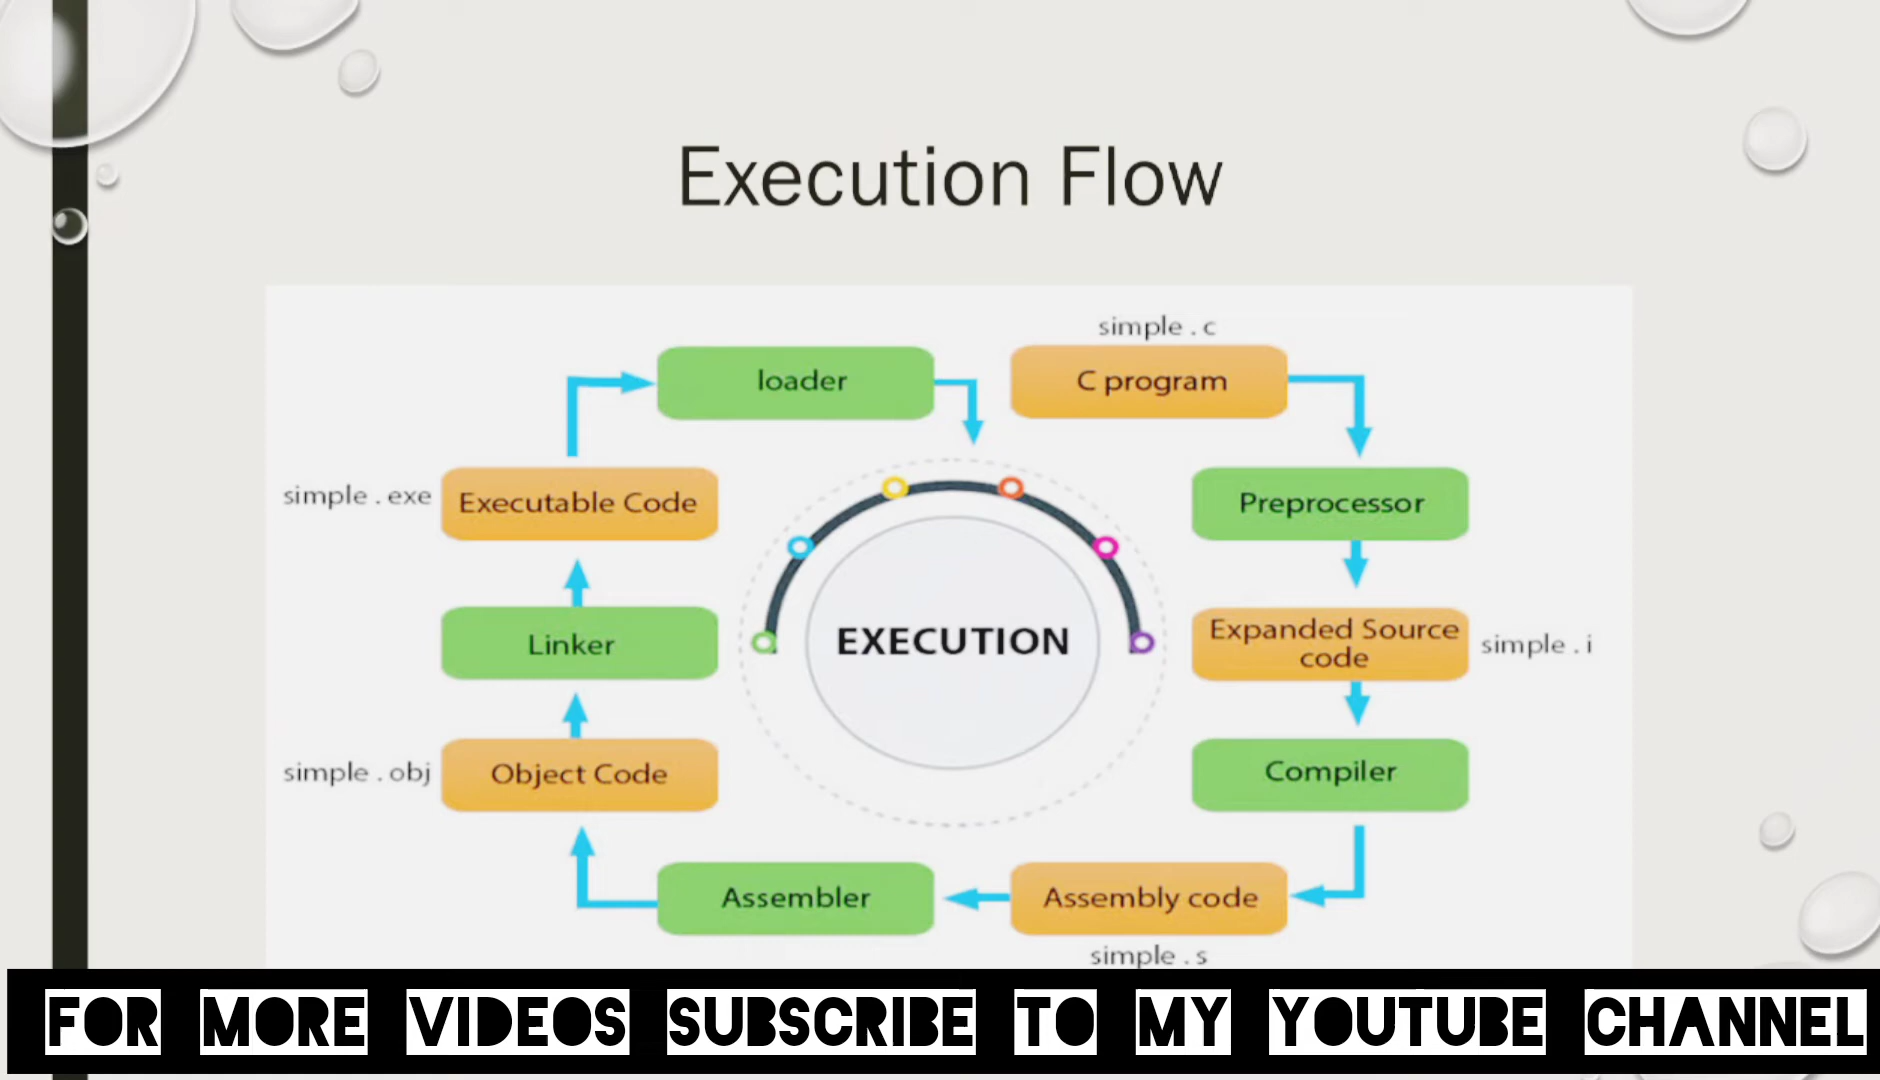 Execution Flow
simple . c
loader
C program
simple . exe
Executable Code
Preprocessor
Linker
EXECUTION
Expanded Source
code
simple . i
simple . obj
Object Code
Compiler
Assembler
Assembly code
simple . s
FOR MORE VIDEOS SUBSCRIBE TO MY YOUTUBE CHANNEL